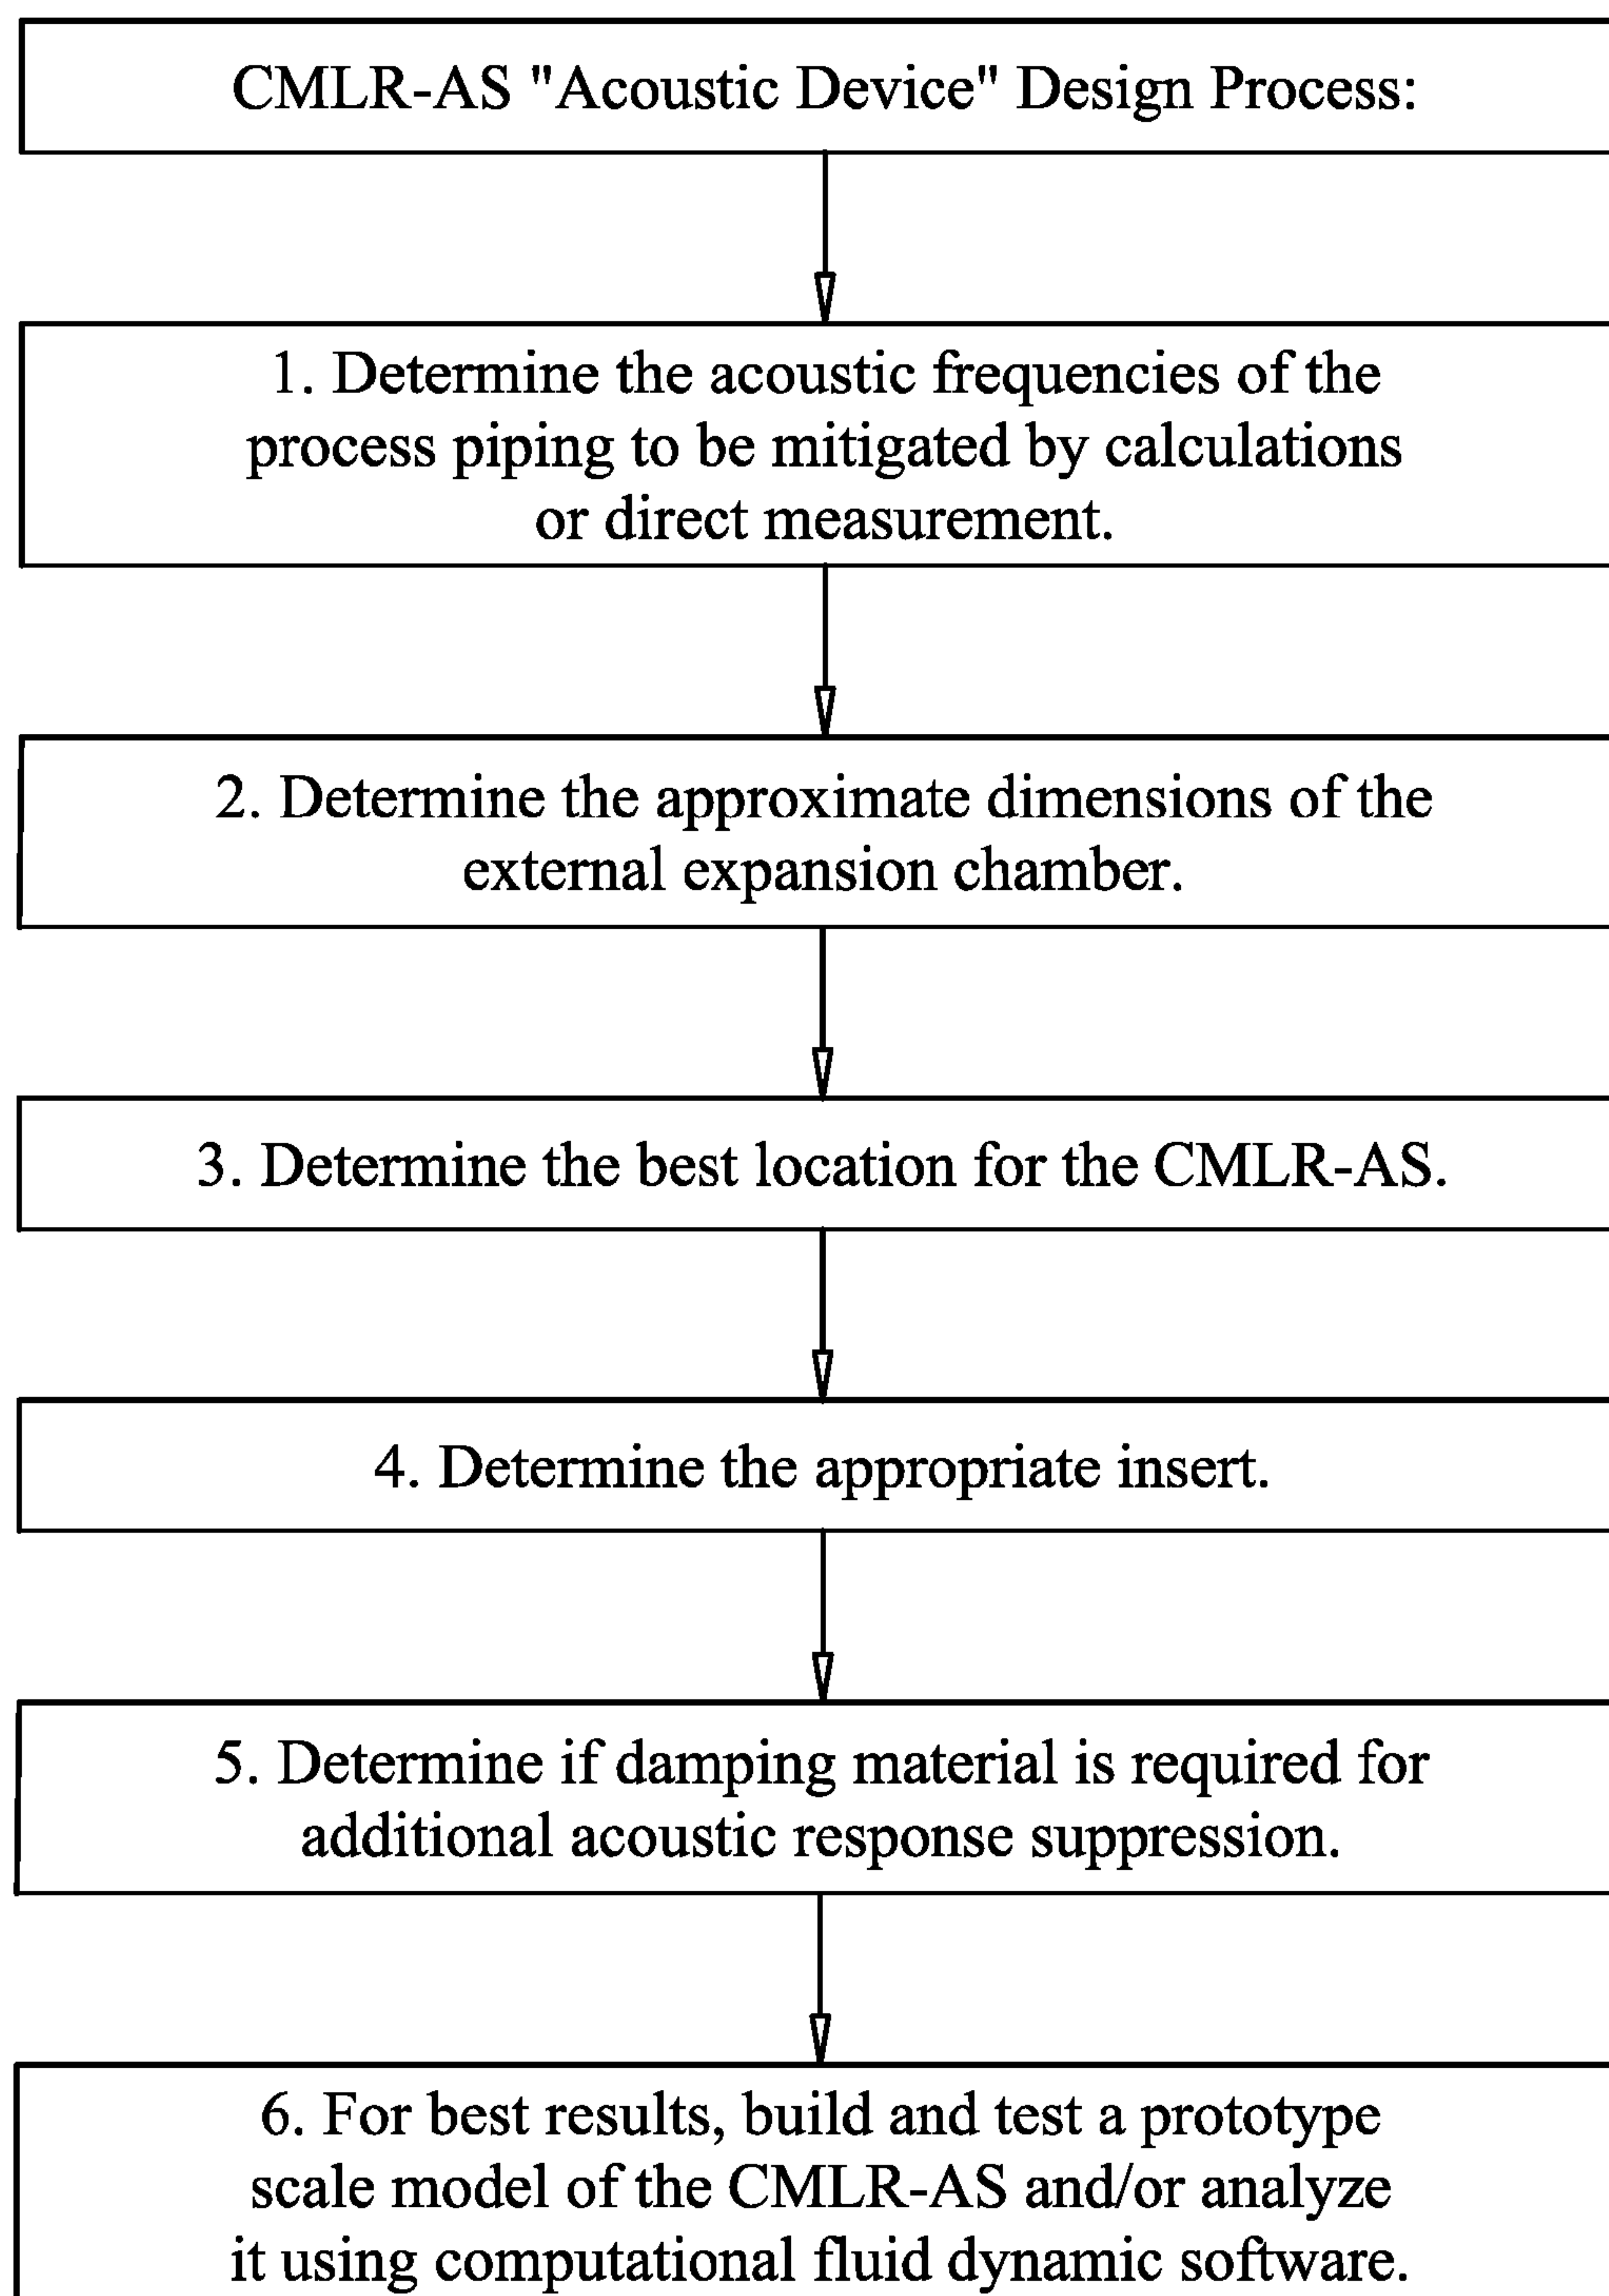 CMLR-AS "Acoustic Device" Design Process:
1. Determine the acoustic frequencies of the
process piping to be mitigated by calculations
or direct measurement.
2. Determine the approximate dimensions of the
external expansion chamber.
3. Determine the best location for the CMLR-AS.
4. Determine the appropriate insert.
5. Determine if damping material is required for
additional acoustic response suppression.
6. For best results, build and test a prototype
scale model of the CMLR-AS and/or analyze
it using computational fluid dynamic software.